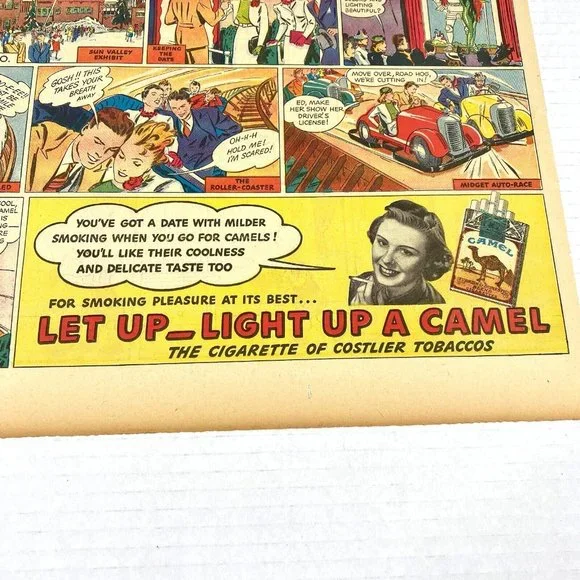 LIGHTING
BEAUTIFUL?
O.
SUN VALLEY
EXHIBIT
KEEPING
THE
DATE
GOSH!! THIS
TAKES YOUR
BREATH
AWAY
OH-H-H
HOLD ME!
I'M SCARED!
THE
ROLLER-COASTER
MOVE OVER, ROAD HOG,
WE'RE CUTTING IN!
ED, MAKE
HER SHOW HER
DRIVER'S
LICENSE!
MIDGET AUTO-RACE
YOU'VE GOT A DATE WITH MILDER
SMOKING WHEN YOU GO FOR CAMELS!
YOU'LL LIKE THEIR COOLNESS
AND DELICATE TASTE TOO
CAMEL
FOR SMOKING PLEASURE AT ITS BEST...
LET UP_LIGHT UP A CAMEL
THE CIGARETTE OF COSTLIER TOBACCOS